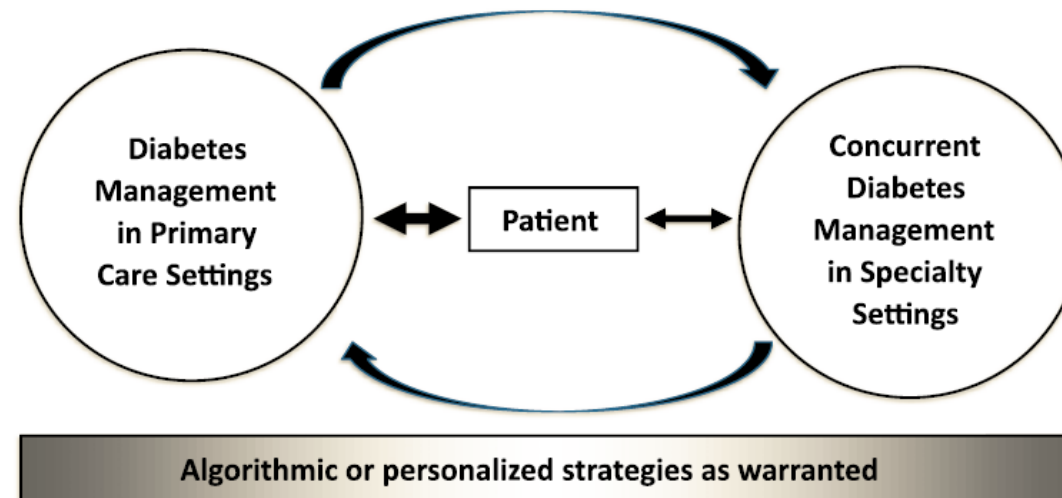 Diabetes
Management
in Primary
Care Settings
Patient
Concurrent
Diabetes
Management
in Specialty
Settings
Algorithmic or personalized strategies as warranted